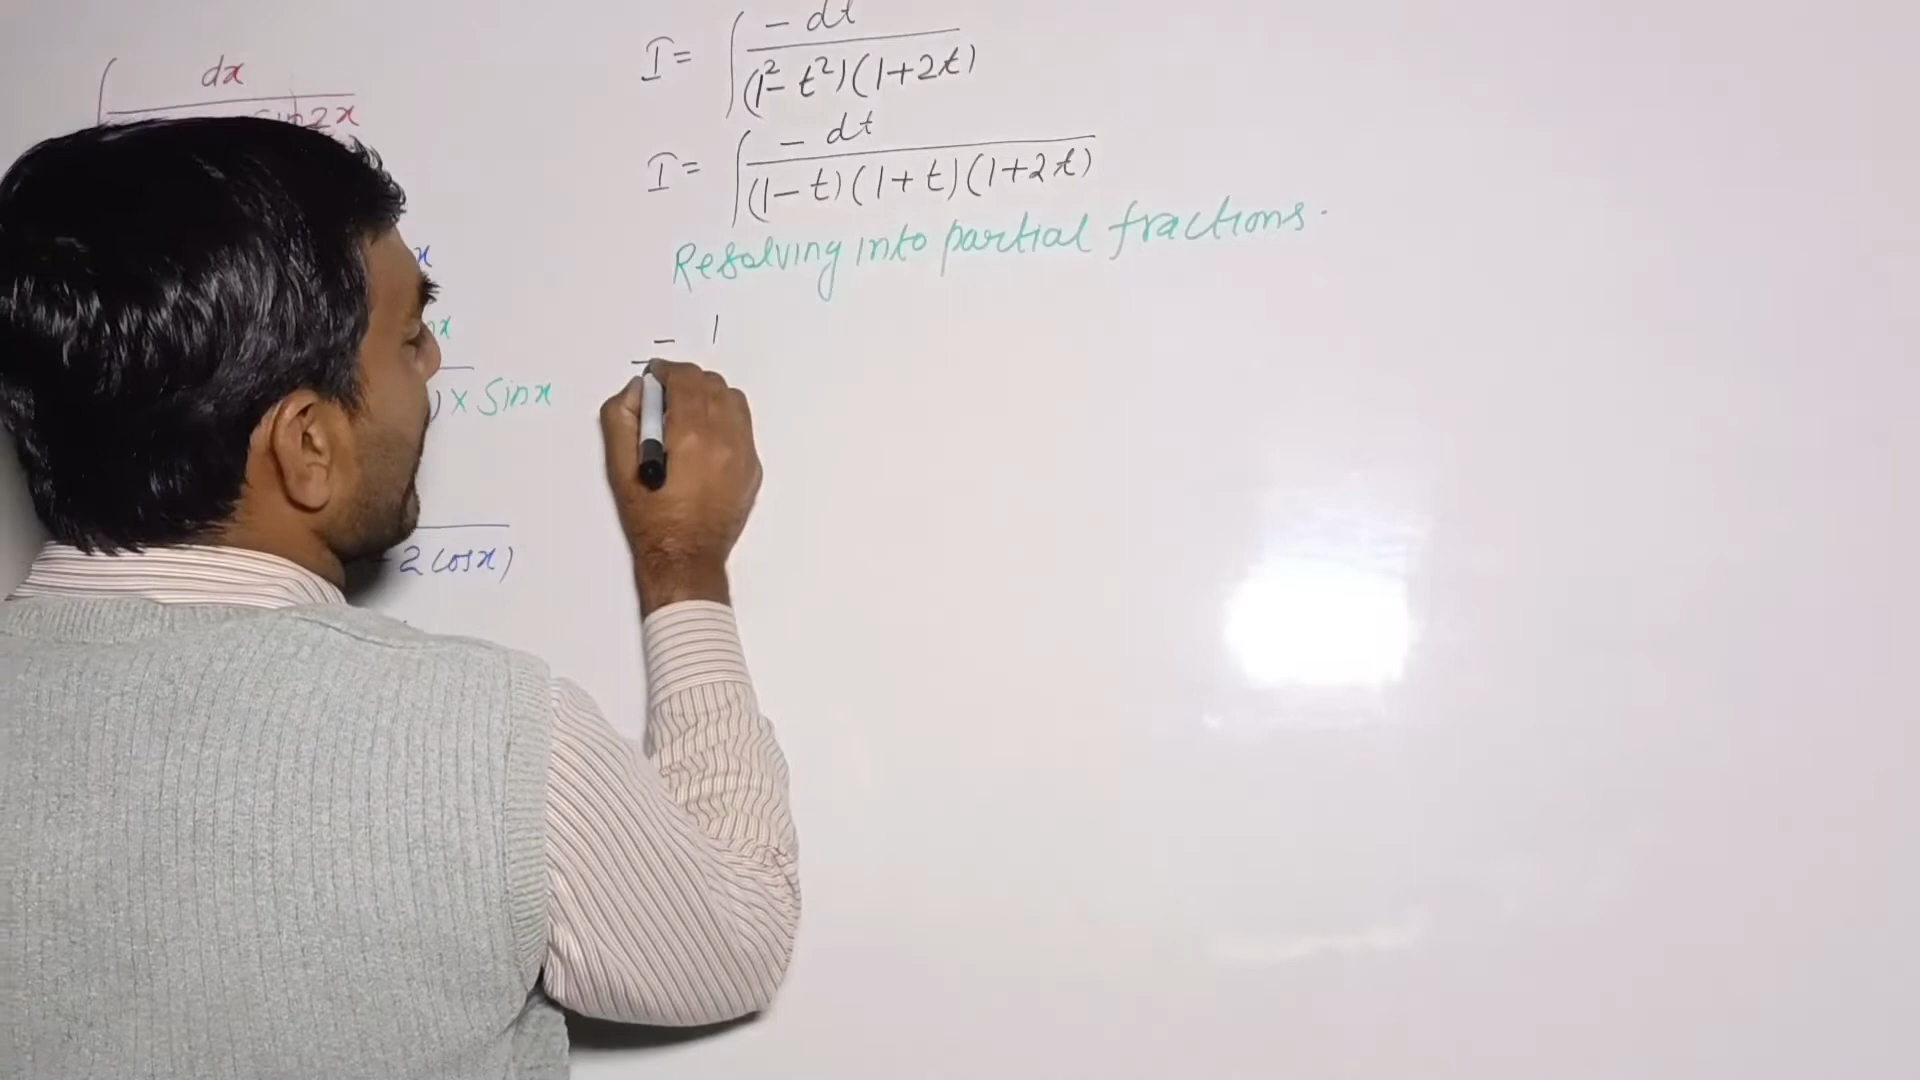 dx
sin2x
x
x
) x Sinx
2 cosx)
I = ∫ - dt
(1² - t²)(1+2t)
I = ∫ - dt
(1-t)(1+t)(1+2t)
Resolving into partial fractions.
- 1